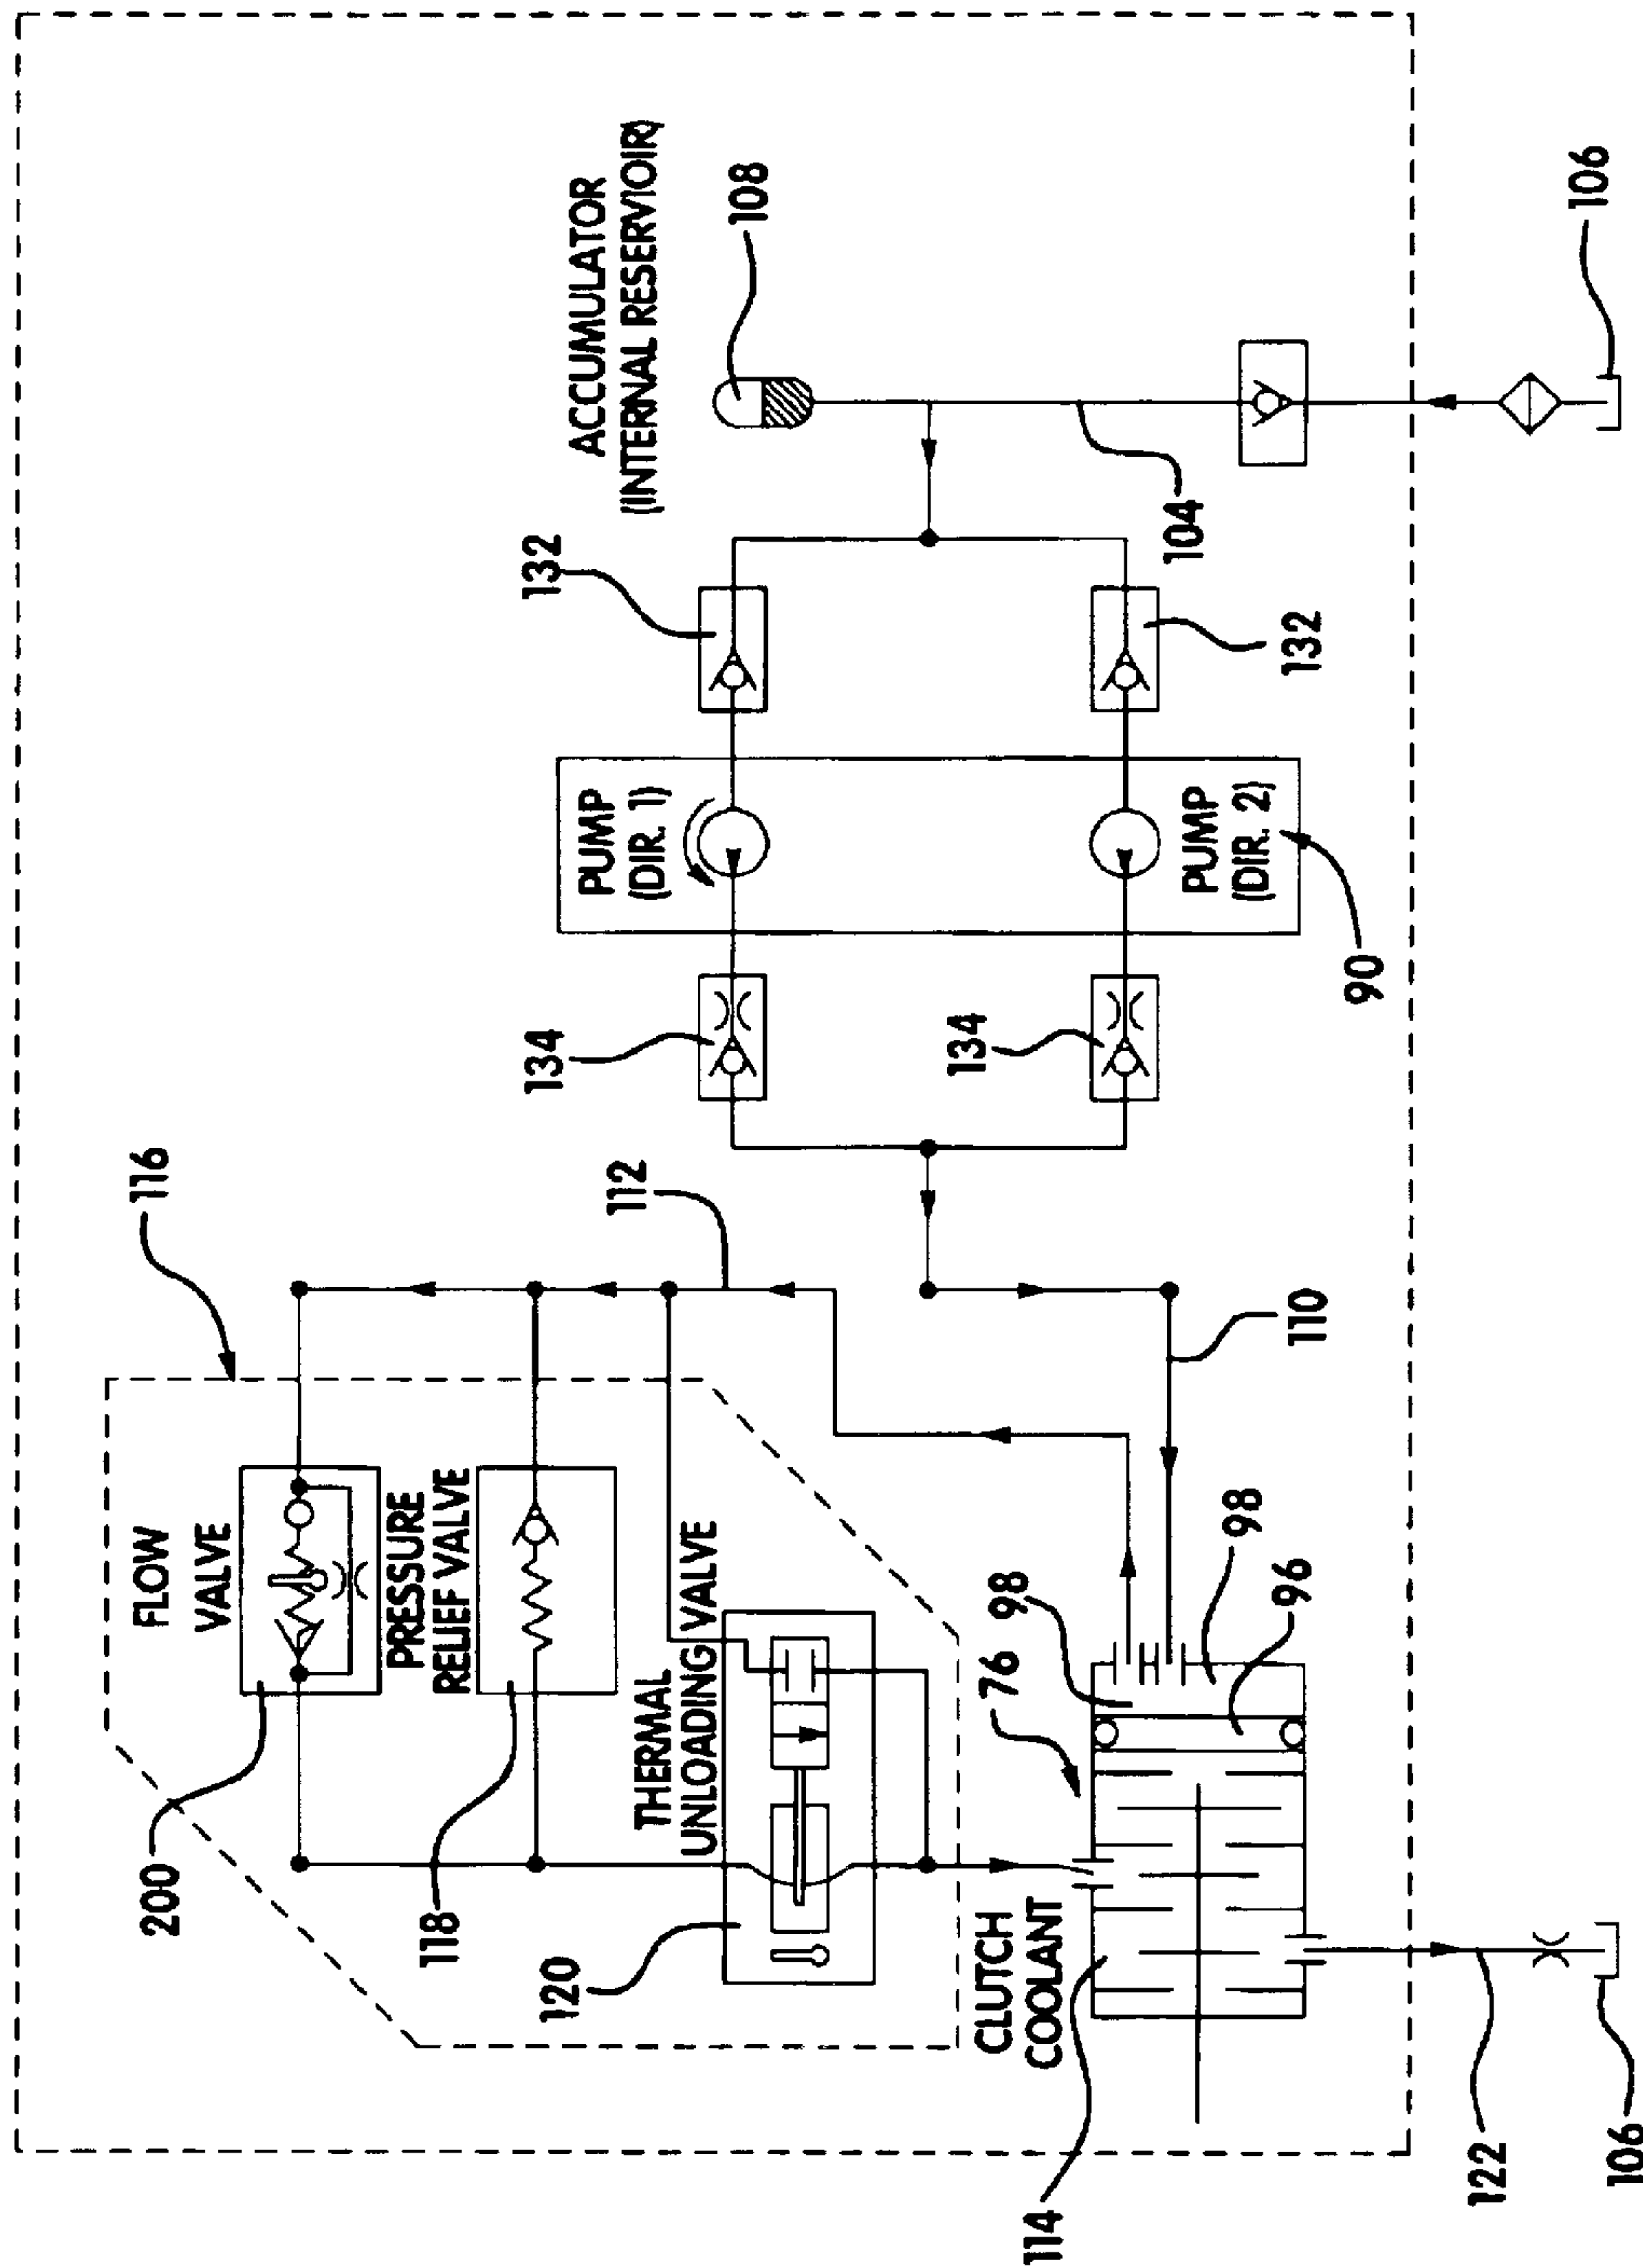 116
FLOW
VALVE
200
PRESSURE
RELIEF VALVE
118
THERMAL
UNLOADING VALVE
120
112
134
132
PUMP
(DIR. 1)
ACCUMULATOR
(INTERNAL RESERVIOIR)
108
CLUTCH
COOLANT
76
98
98
96
114
110
134
PUMP
(DIR. 2)
90
132
104
106
122
106